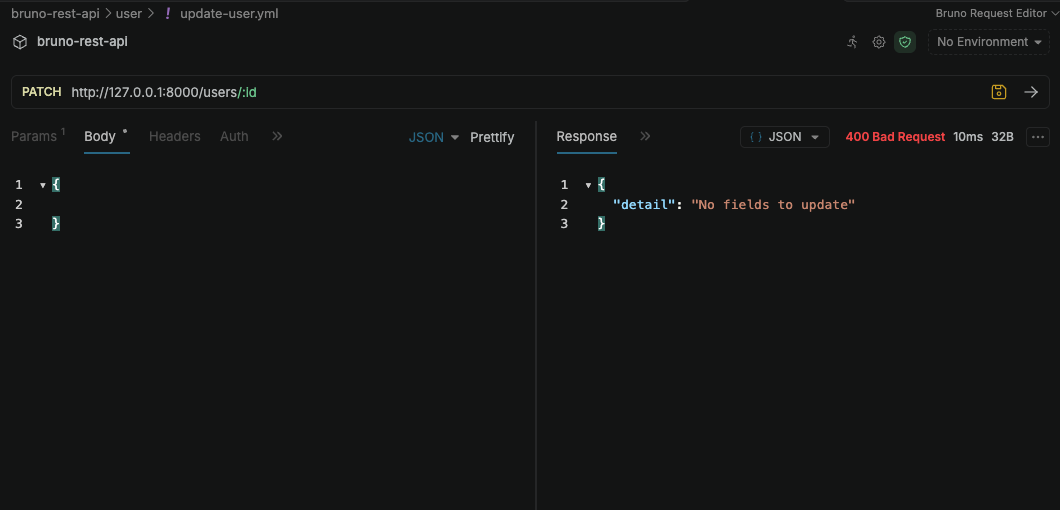 bruno-rest-api > user > ! update-user.yml
Bruno Request Editor
bruno-rest-api
No Environment
PATCH http://127.0.0.1:8000/users/:id
Params 1 Body Headers Auth
JSON Prettify
1 {
2
3 }
Response
{ } JSON 400 Bad Request 10ms 32B
1 {
2 "detail": "No fields to update"
3 }